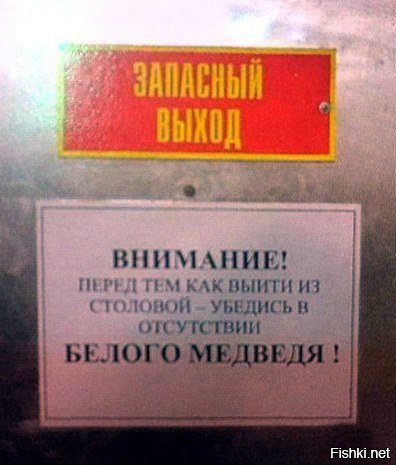 ЗАПАСНЫЙ
ВЫХОД
ВНИМАНИЕ!
ПЕРЕД ТЕМ КАК ВЫЙТИ ИЗ
СТОЛОВОЙ – УБЕДИСЬ В
ОТСУТСТВИИ
БЕЛОГО МЕДВЕДЯ !
Fishki.net